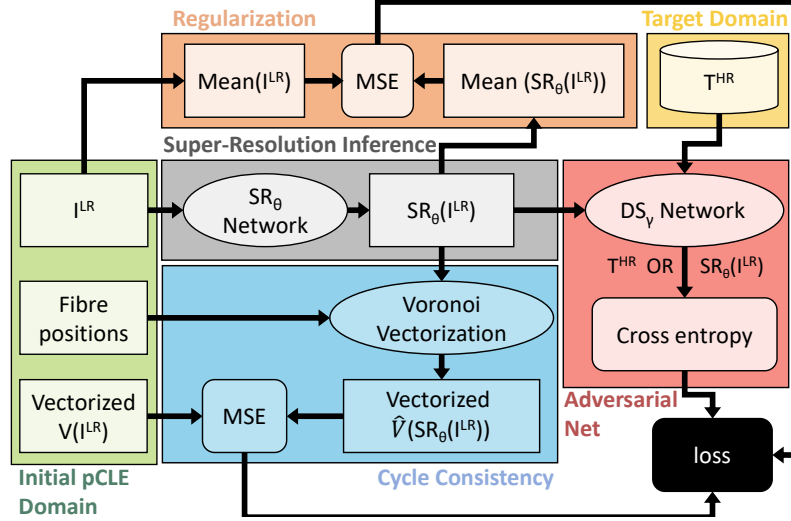 Regularization
Target Domain
Mean(I^LR)
MSE
Mean (SR_θ(I^LR))
T^HR
Super-Resolution Inference
I^LR
SR_θ
Network
SR_θ(I^LR)
DS_γ Network
T^HR OR SR_θ(I^LR)
Fibre
positions
Voronoi
Vectorization
Cross entropy
Vectorized
V(I^LR)
MSE
Vectorized
V̂(SR_θ(I^LR))
Adversarial
Net
loss
Initial pCLE
Domain
Cycle Consistency